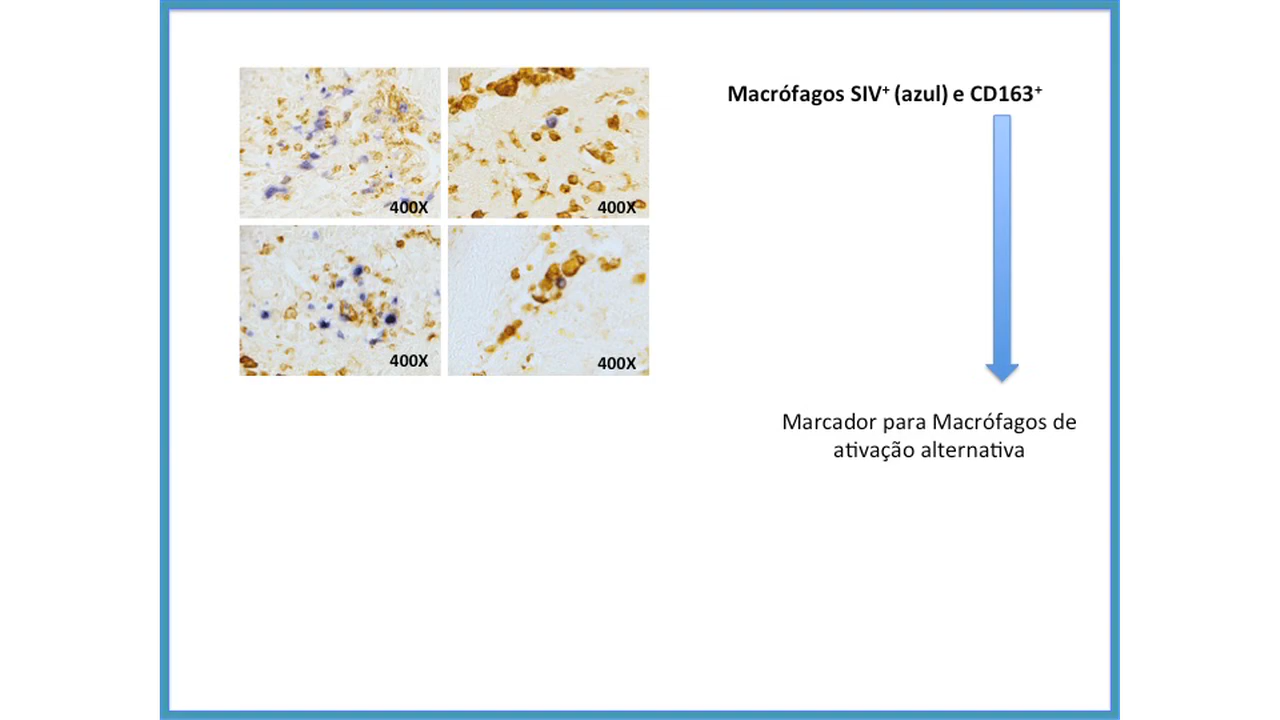 Macrófagos SIV⁺ (azul) e CD163⁺
400X
400X
400X
400X
Marcador para Macrófagos de
ativação alternativa